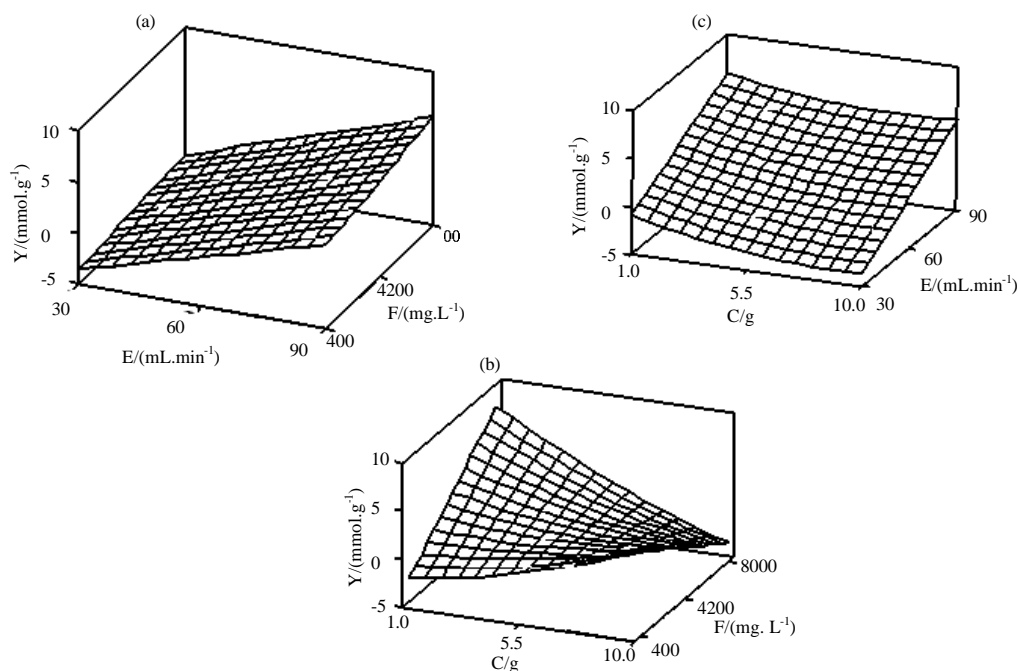 (a)
10
5
0
-5
Y/(mmol.g⁻¹)
30
60
90
E/(mL.min⁻¹)
400
4200
00
F/(mg.L⁻¹)
(c)
10
5
0
-5
Y/(mmol.g⁻¹)
1.0
5.5
10.0
C/g
30
60
90
E/(mL.min⁻¹)
(b)
10
5
0
-5
Y/(mmol.g⁻¹)
1.0
5.5
10.0
C/g
400
4200
8000
F/(mg. L⁻¹)